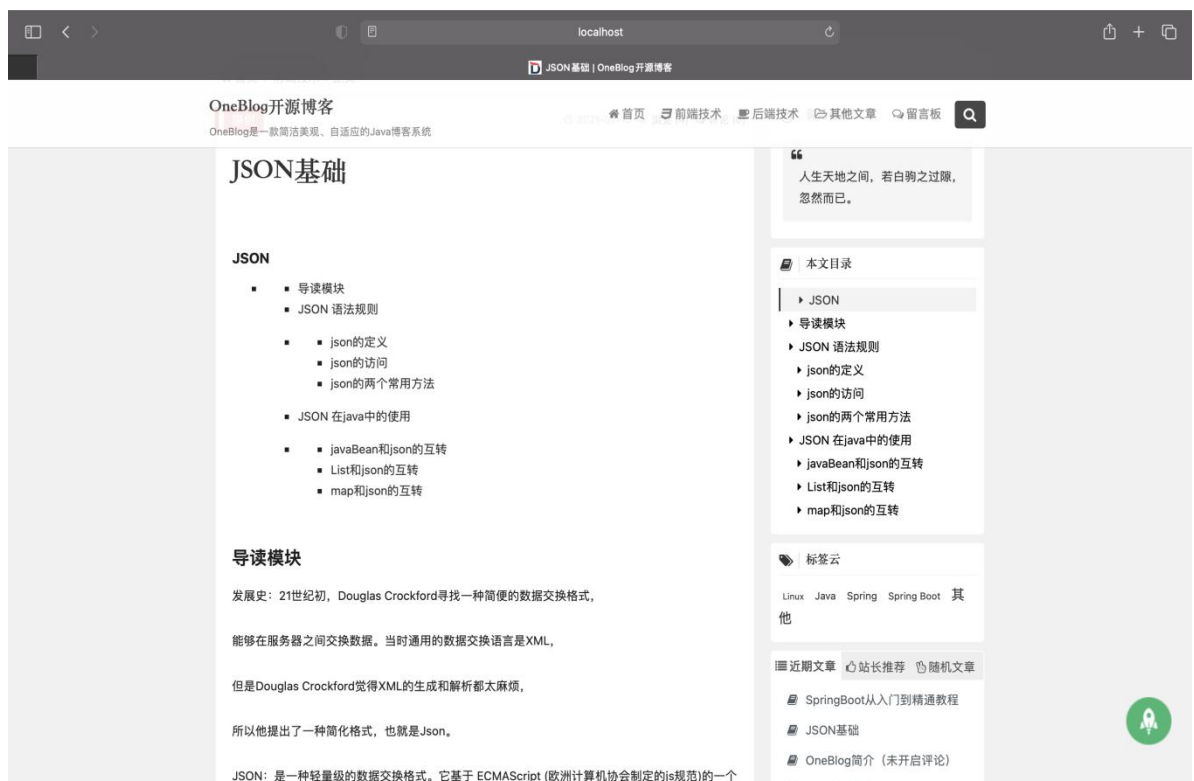 localhost
JSON基础 | OneBlog开源博客
OneBlog开源博客
OneBlog是一款简洁美观、自适应的Java博客系统
首页 前端技术 后端技术 其他文章 留言板
JSON基础
JSON
导读模块
JSON 语法规则
json的定义
json的访问
json的两个常用方法
JSON 在java中的使用
javaBean和json的互转
List和json的互转
map和json的互转
导读模块
发展史：21世纪初，Douglas Crockford寻找一种简便的数据交换格式，
能够在服务器之间交换数据。当时通用的数据交换语言是XML，
但是Douglas Crockford觉得XML的生成和解析都太麻烦，
所以他提出了一种简化格式，也就是Json。
JSON：是一种轻量级的数据交换格式。它基于 ECMAScript (欧洲计算机协会制定的js规范)的一个
人生天地之间，若白驹之过隙，
忽然而已。
本文目录
JSON
导读模块
JSON 语法规则
json的定义
json的访问
json的两个常用方法
JSON 在java中的使用
javaBean和json的互转
List和json的互转
map和json的互转
标签云
Linux Java Spring Spring Boot 其
他
近期文章 站长推荐 随机文章
SpringBoot从入门到精通教程
JSON基础
OneBlog简介（未开启评论）